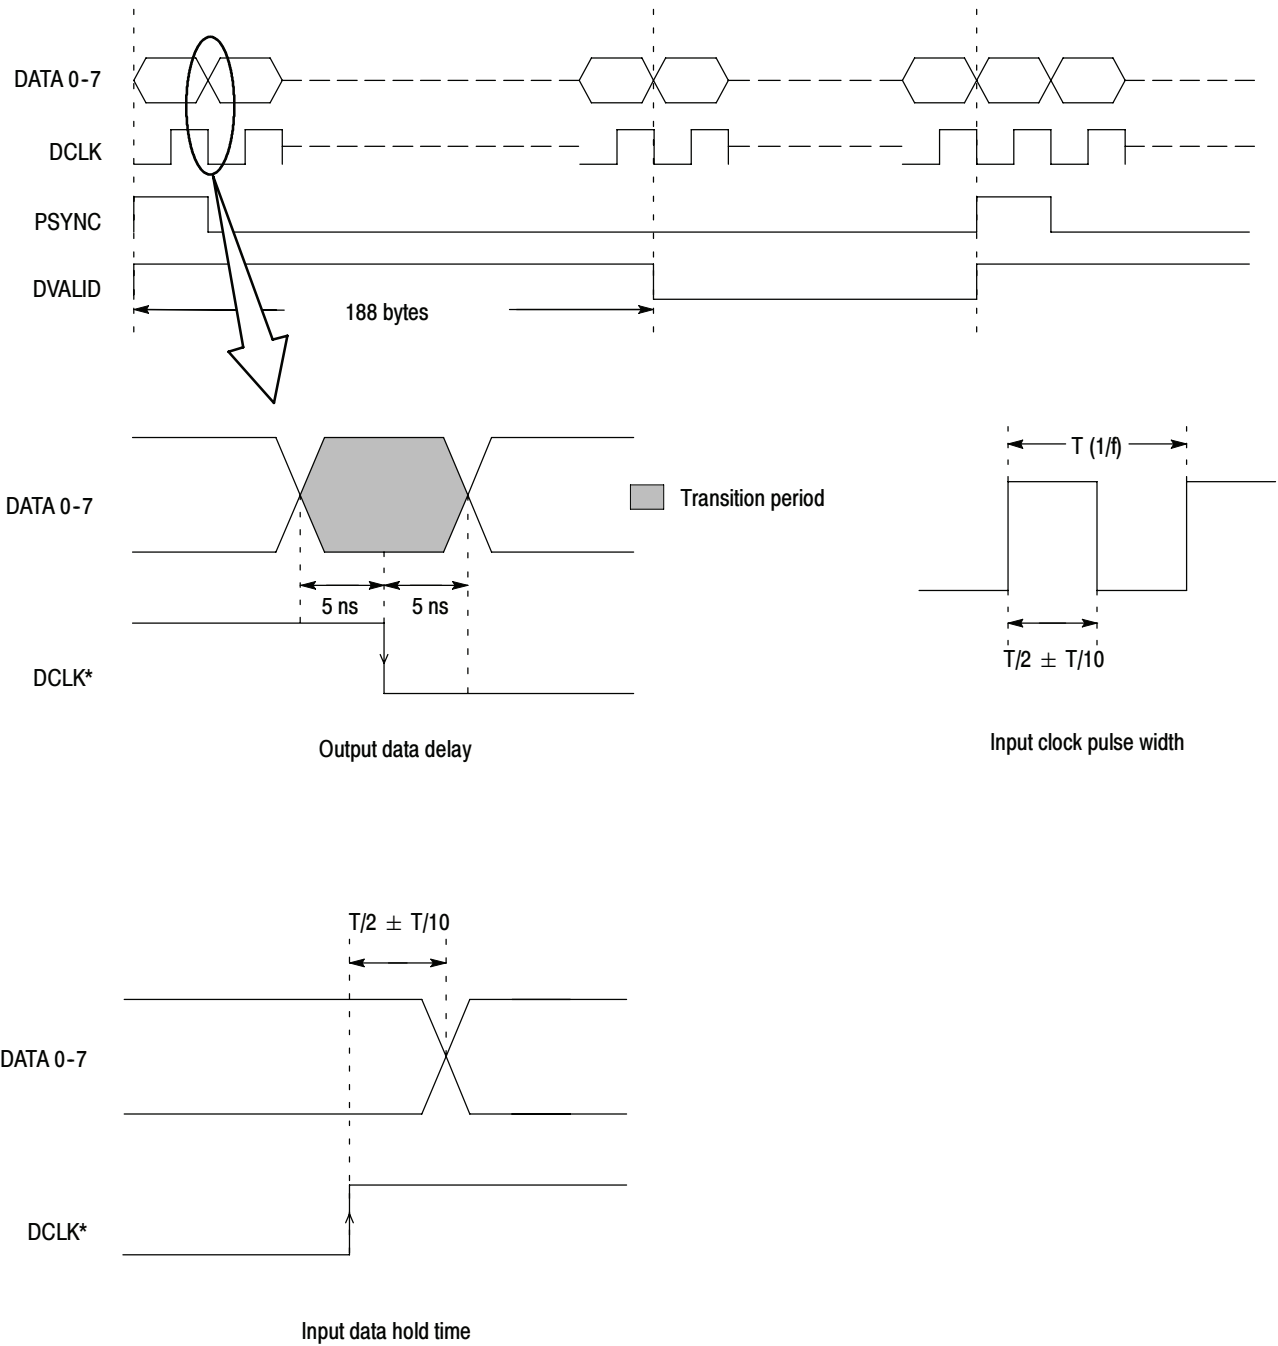 DATA 0-7
DCLK
PSYNC
DVALID
188 bytes
T (1/f)
DATA 0-7
Transition period
5 ns
5 ns
T/2 ± T/10
DCLK*
Output data delay
Input clock pulse width
T/2 ± T/10
DATA 0-7
DCLK*
Input data hold time